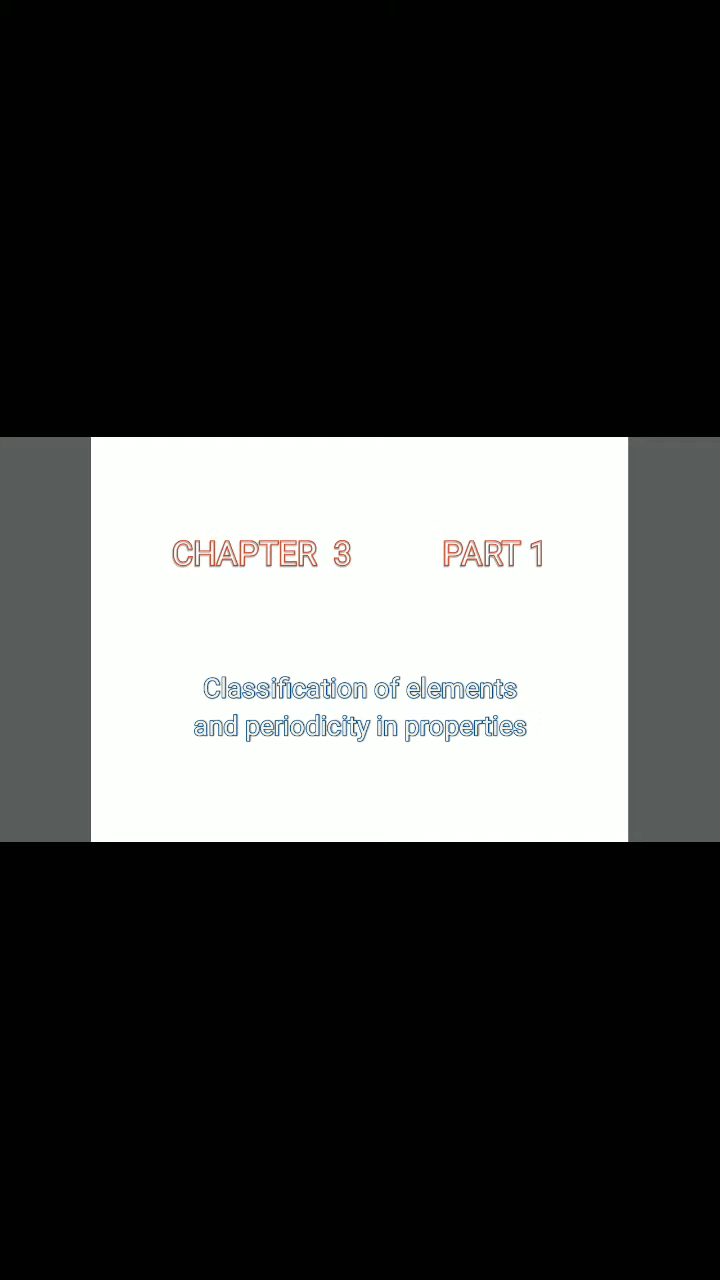 CHAPTER 3 PART 1
Classification of elements
and periodicity in properties